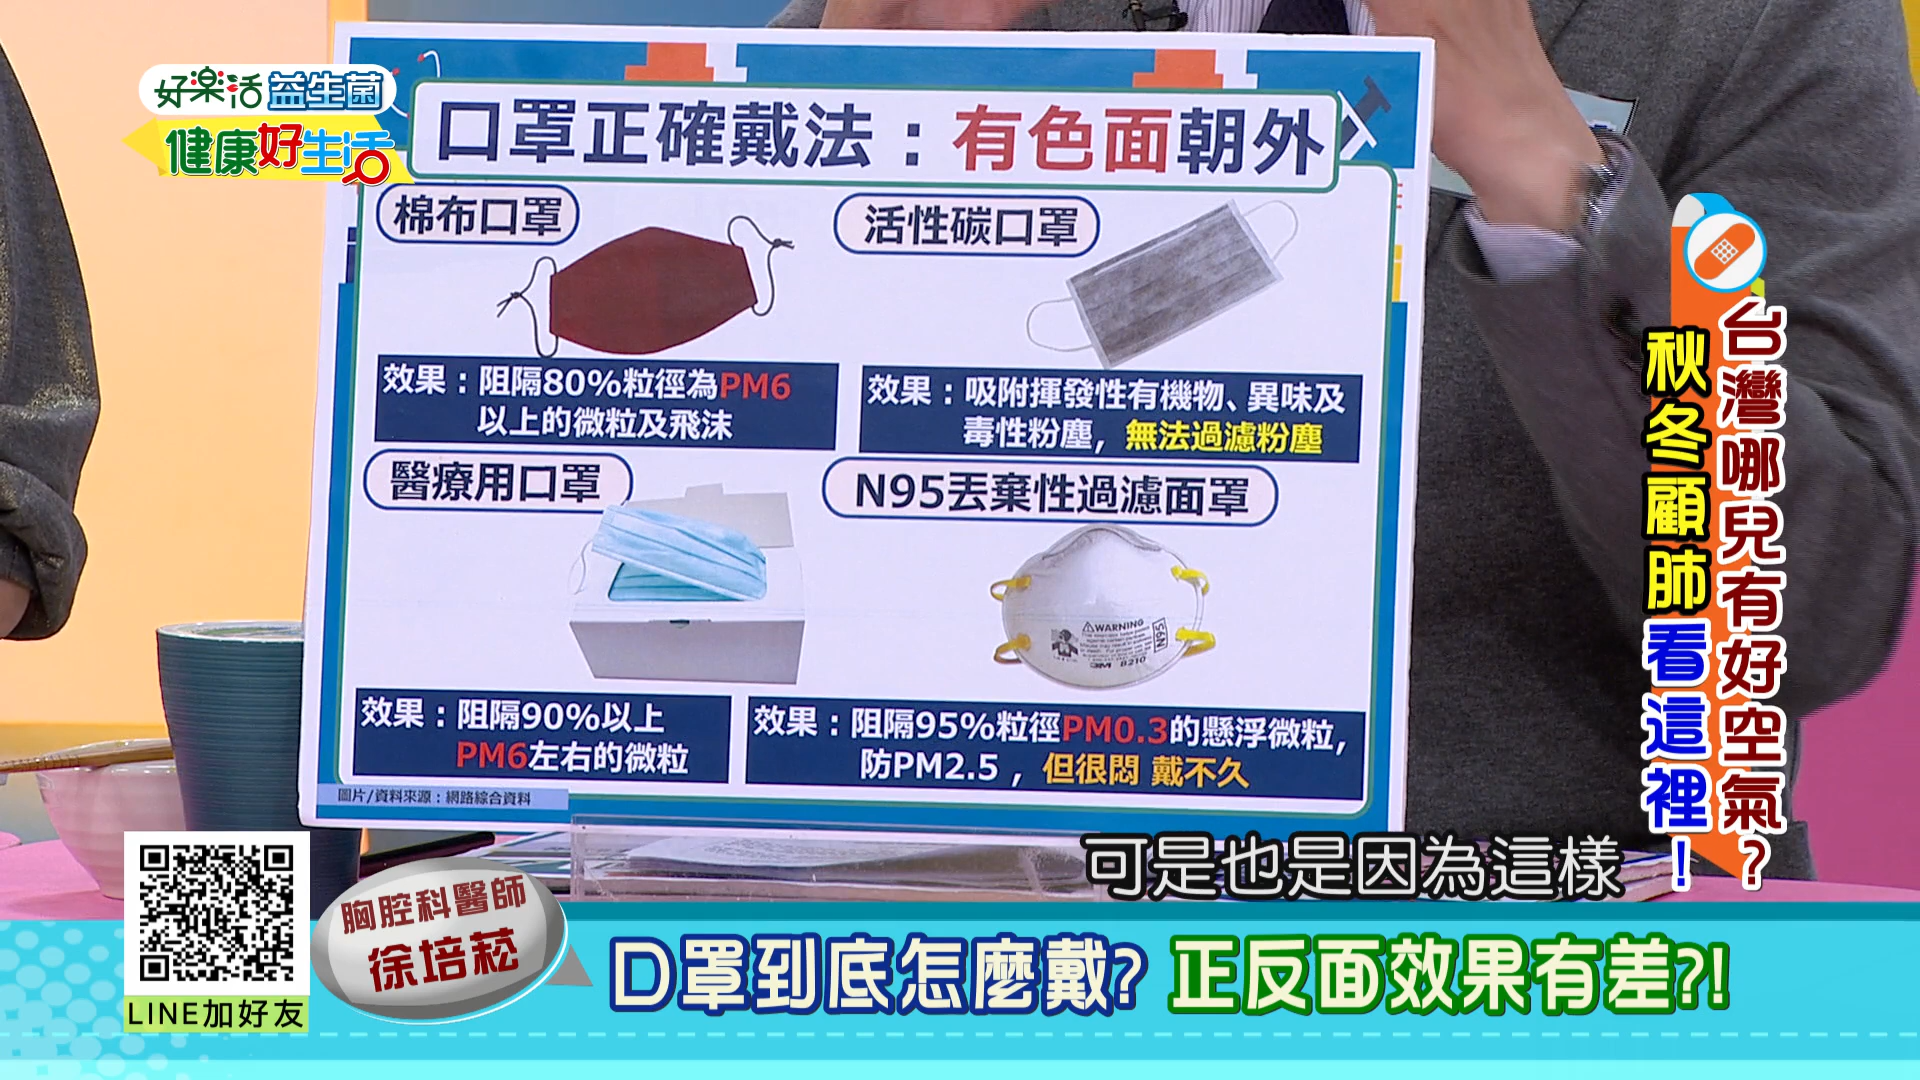 好樂活益生菌
健康好生活
口罩正確戴法：有色面朝外
棉布口罩
效果：阻隔80%粒徑為PM6
以上的微粒及飛沫
活性碳口罩
效果：吸附揮發性有機物、異味及
毒性粉塵，無法過濾粉塵
醫療用口罩
效果：阻隔90%以上
PM6左右的微粒
N95丟棄性過濾面罩
WARNING
N95
3M 8210
效果：阻隔95%粒徑PM0.3的懸浮微粒，
防PM2.5，但很悶 戴不久
圖片/資料來源：網路綜合資料
台灣哪兒有好空氣?
秋冬顧肺看這裡!
可是也是因為這樣
LINE加好友
胸腔科醫師
徐培菘
口罩到底怎麼戴? 正反面效果有差?!